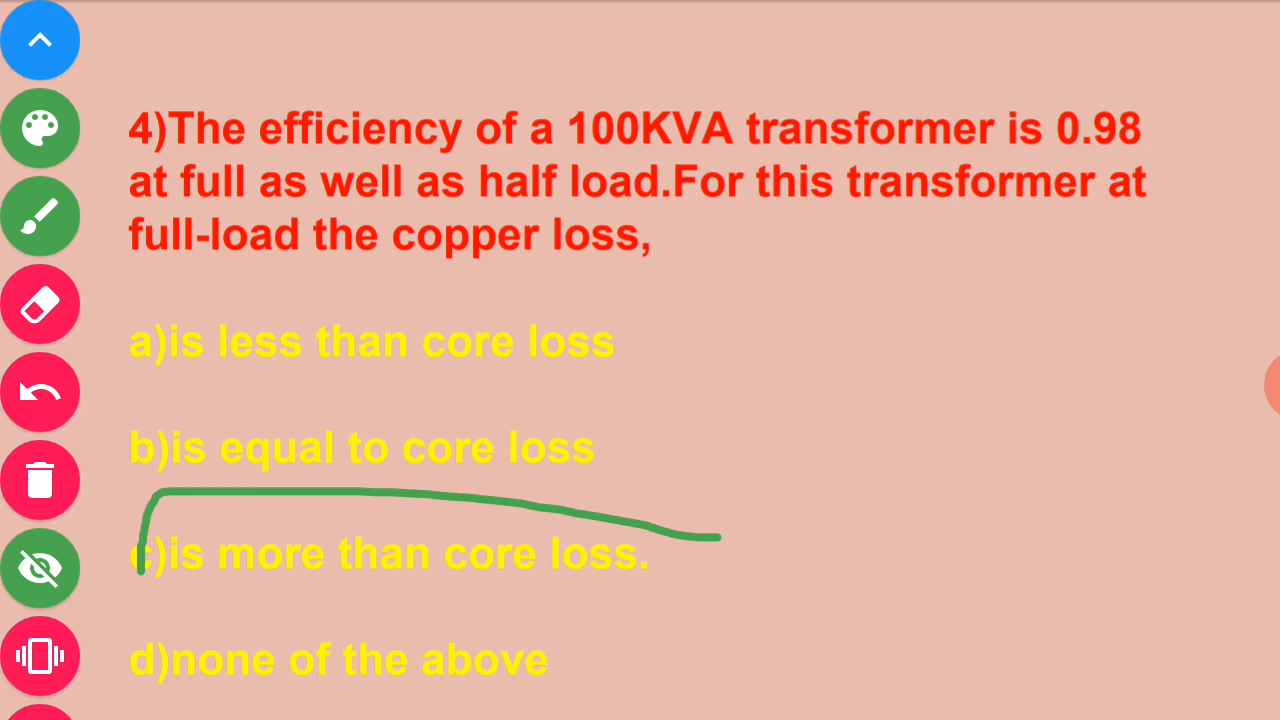 4)The efficiency of a 100KVA transformer is 0.98
at full as well as half load.For this transformer at
full-load the copper loss,
a)is less than core loss
b)is equal to core loss
c)is more than core loss.
d)none of the above